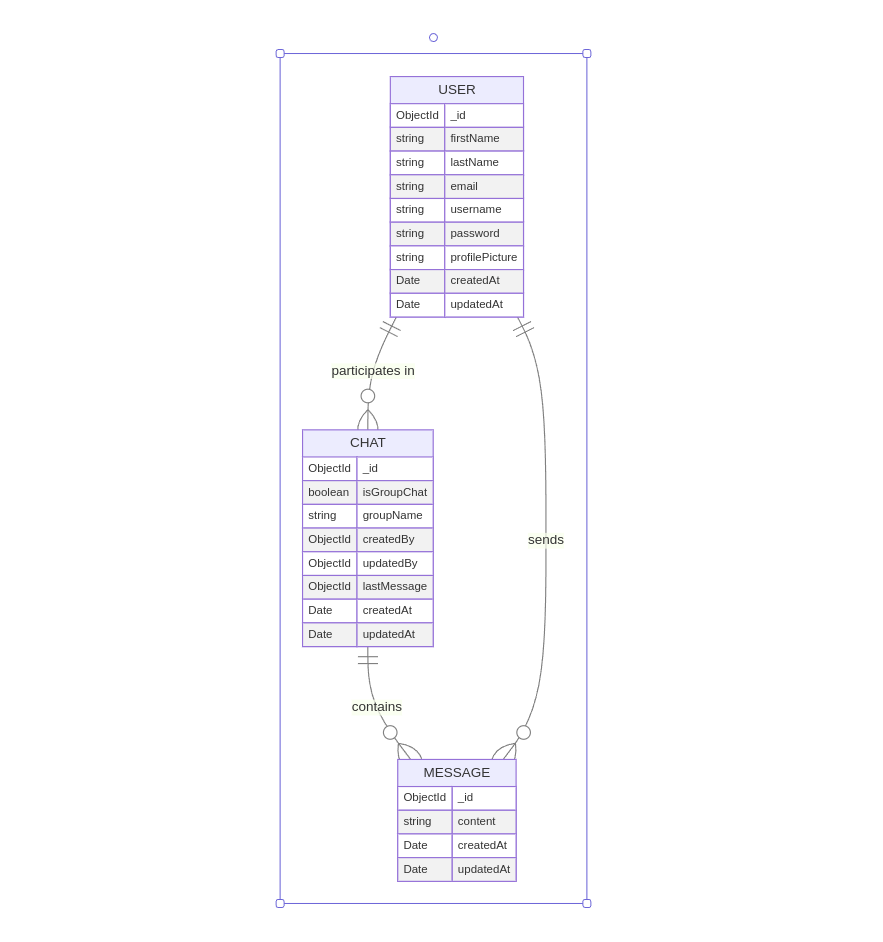 USER
ObjectId _id
string firstName
string lastName
string email
string username
string password
string profilePicture
Date createdAt
Date updatedAt
participates in
CHAT
ObjectId _id
boolean isGroupChat
string groupName
ObjectId createdBy
ObjectId updatedBy
ObjectId lastMessage
Date createdAt
Date updatedAt
sends
contains
MESSAGE
ObjectId _id
string content
Date createdAt
Date updatedAt